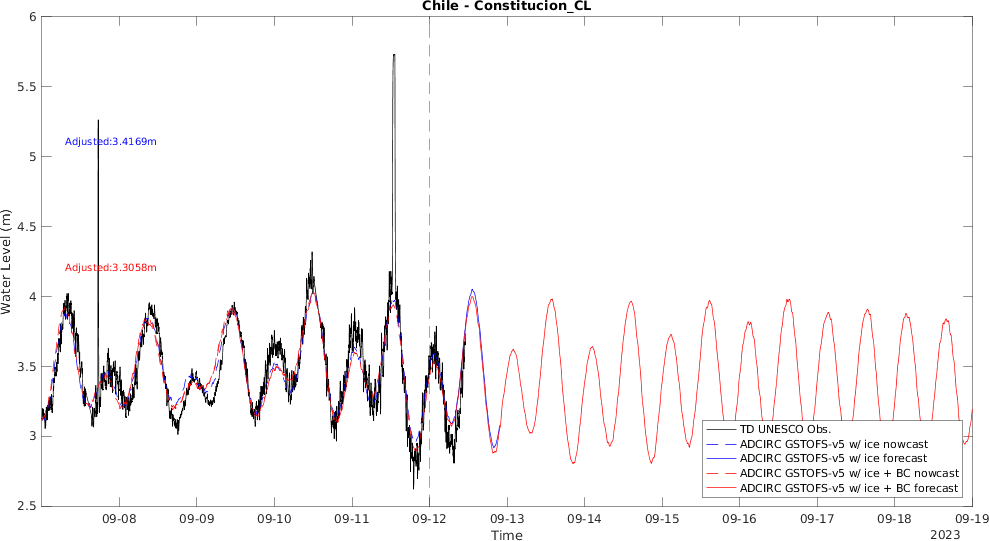 Chile - Constitucion_CL
6
5.5
5
4.5
4
3.5
3
2.5
Water Level (m)
Adjusted:3.4169m
Adjusted:3.3058m
TD UNESCO Obs.
ADCIRC GSTOFS-v5 w/ ice nowcast
ADCIRC GSTOFS-v5 w/ ice forecast
ADCIRC GSTOFS-v5 w/ ice + BC nowcast
ADCIRC GSTOFS-v5 w/ ice + BC forecast
09-08 09-09 09-10 09-11 09-12 09-13 09-14 09-15 09-16 09-17 09-18 09-19
Time
2023